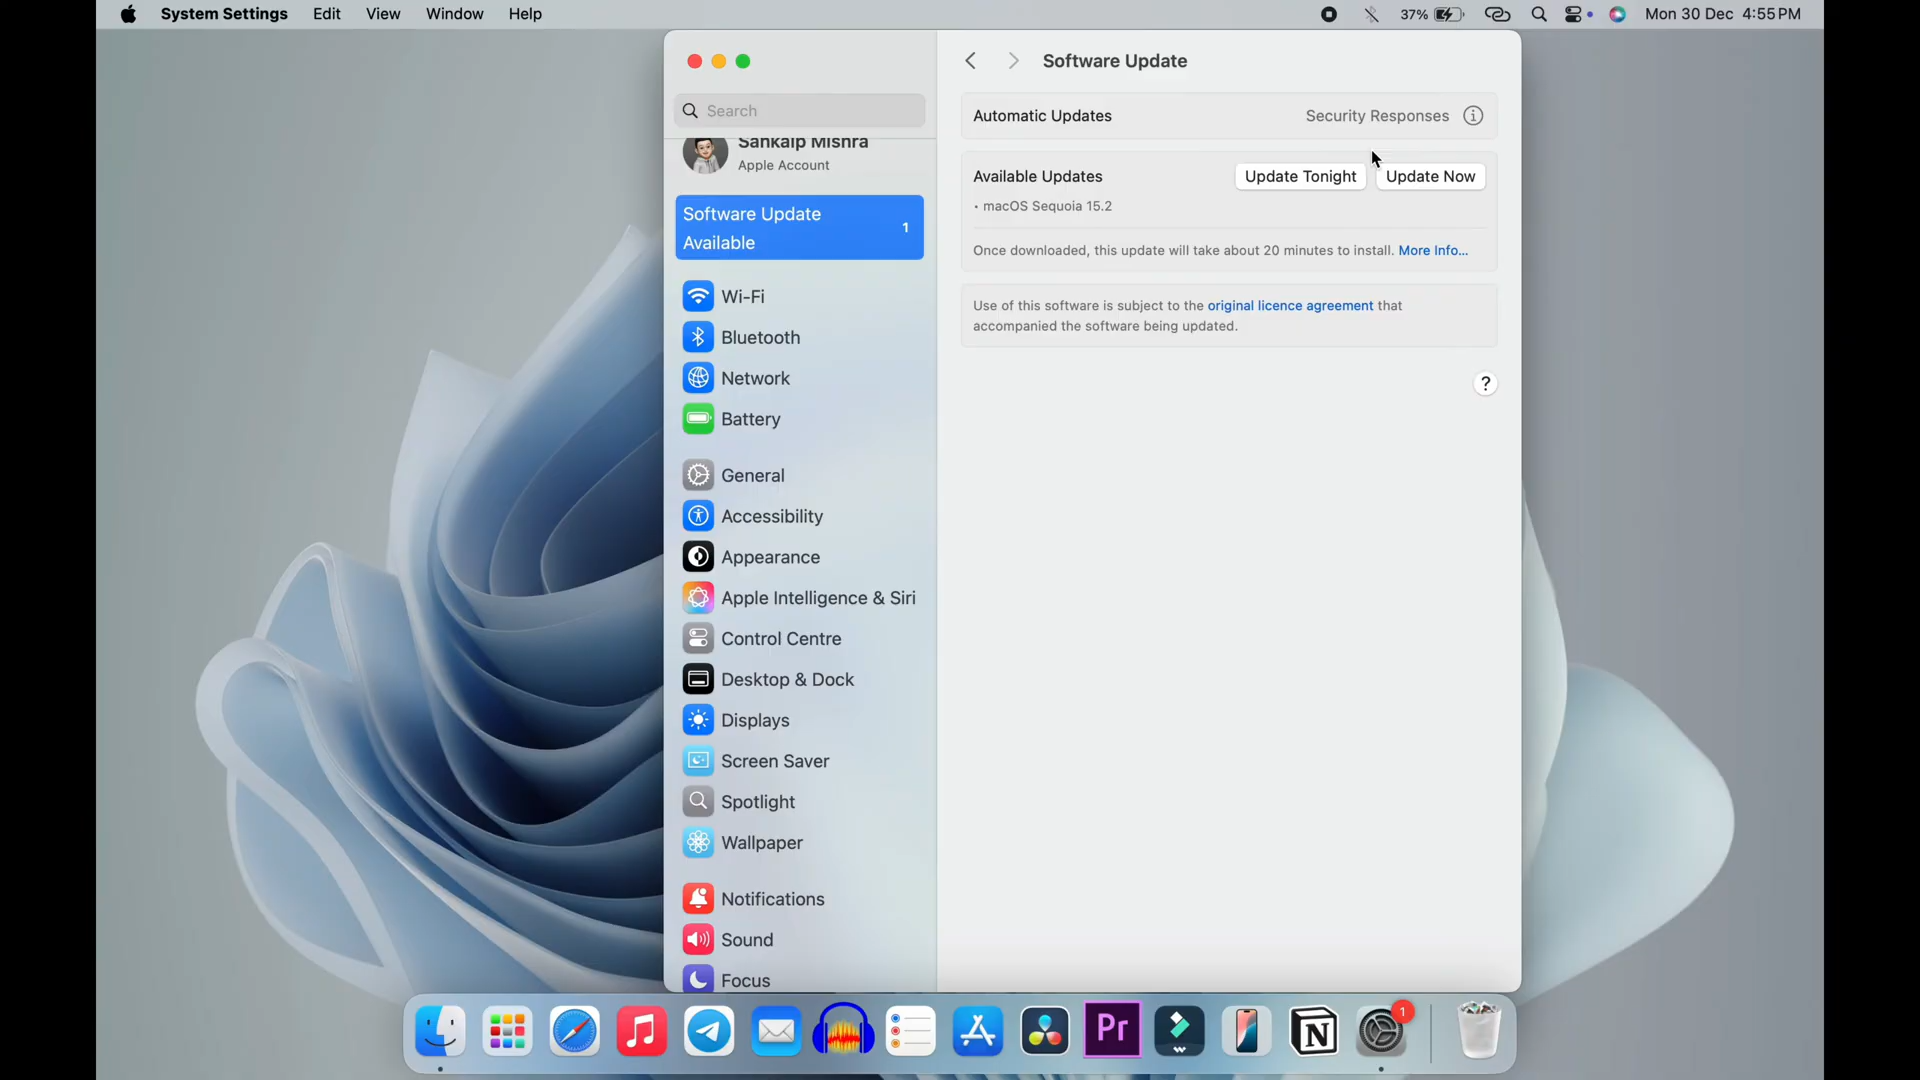 System Settings Edit View Window Help 37% Mon 30 Dec 4:55 PM
Search
Sankalp Mishra
Apple Account
Software Update
Available
1
Wi-Fi
Bluetooth
Network
Battery
General
Accessibility
Appearance
Apple Intelligence & Siri
Control Centre
Desktop & Dock
Displays
Screen Saver
Spotlight
Wallpaper
Notifications
Sound
Focus
Software Update
Automatic Updates Security Responses
Available Updates Update Tonight Update Now
• macOS Sequoia 15.2
Once downloaded, this update will take about 20 minutes to install. More Info...
Use of this software is subject to the original licence agreement that
accompanied the software being updated.
?
Pr
N
1